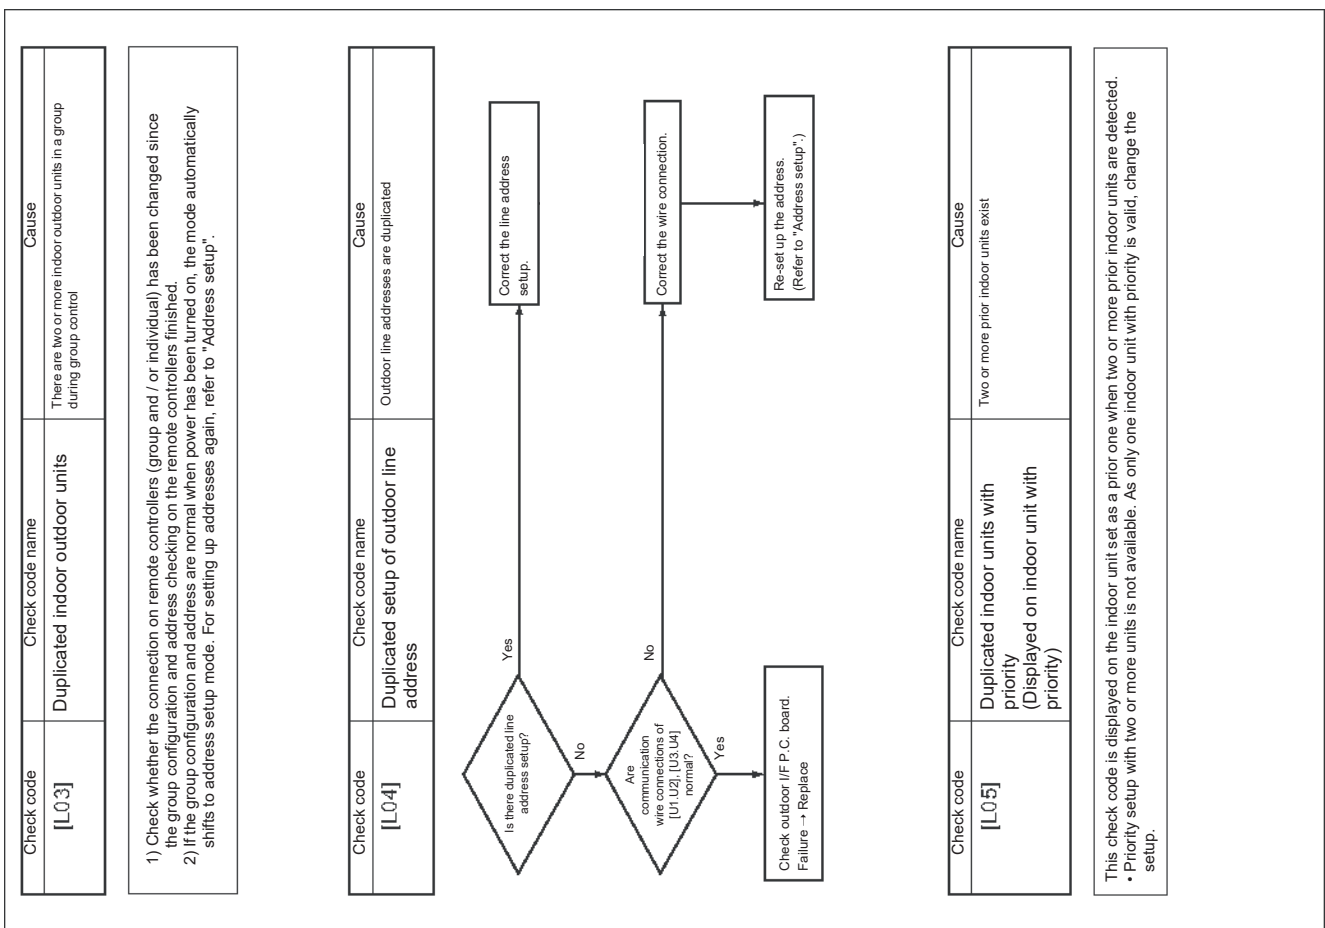 Check code
Check code name
Cause
[L03]
Duplicated indoor outdoor units
There are two or more indoor outdoor units in a group
during group control
1) Check whether the connection on remote controllers (group and / or individual) has been changed since
the group configuration and address checking on the remote controllers finished.
2) If the group configuration and address are normal when power has been turned on, the mode automatically
shifts to address setup mode. For setting up addresses again, refer to "Address setup".
Check code
Check code name
Cause
[L04]
Duplicated setup of outdoor line
address
Outdoor line addresses are duplicated
Is there duplicated line
address setup?
Yes
Correct the line address
setup.
No
Are
communication
wire connections of
[U1.U2], [U3.U4]
normal?
No
Correct the wire connection.
Yes
Check outdoor I/F P.C. board.
Failure → Replace
Re-set up the address.
(Refer to "Address setup".)
Check code
Check code name
Cause
[L05]
Duplicated indoor units with
priority
(Displayed on indoor unit with
priority)
Two or more prior indoor units exist
This check code is displayed on the indoor unit set as a prior one when two or more prior indoor units are detected.
• Priority setup with two or more units is not available. As only one indoor unit with priority is valid, change the
setup.